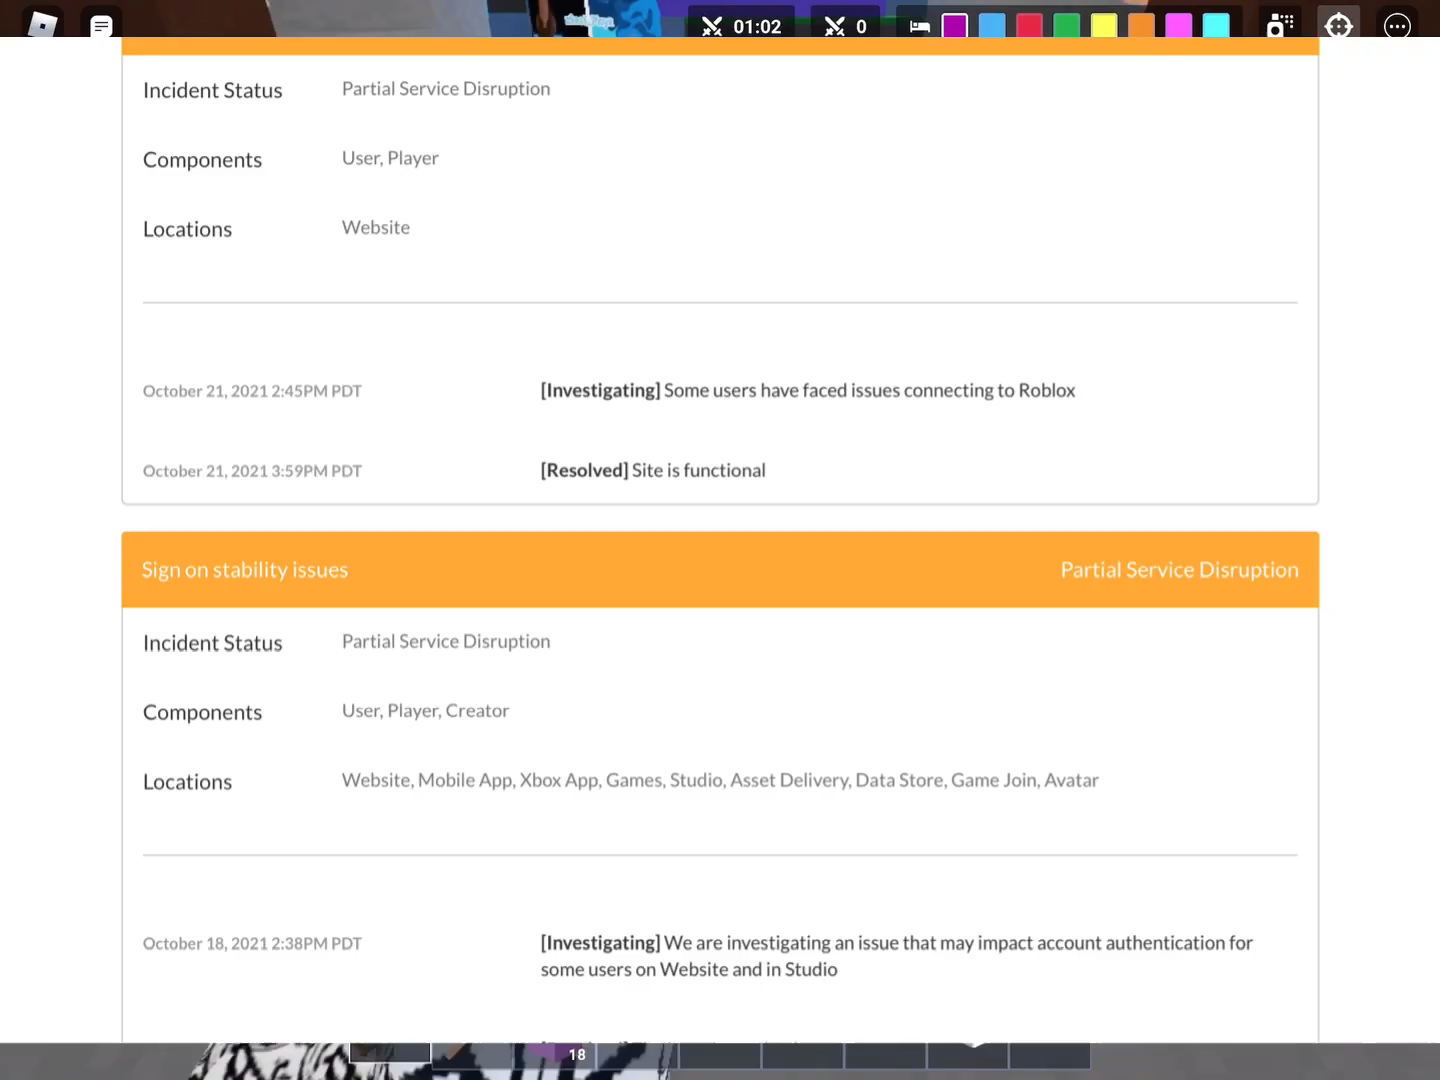 01:02
0
Incident Status
Partial Service Disruption
Components
User, Player
Locations
Website
October 21, 2021 2:45PM PDT
[Investigating] Some users have faced issues connecting to Roblox
October 21, 2021 3:59PM PDT
[Resolved] Site is functional
Sign on stability issues
Partial Service Disruption
Incident Status
Partial Service Disruption
Components
User, Player, Creator
Locations
Website, Mobile App, Xbox App, Games, Studio, Asset Delivery, Data Store, Game Join, Avatar
October 18, 2021 2:38PM PDT
[Investigating] We are investigating an issue that may impact account authentication for
some users on Website and in Studio
18